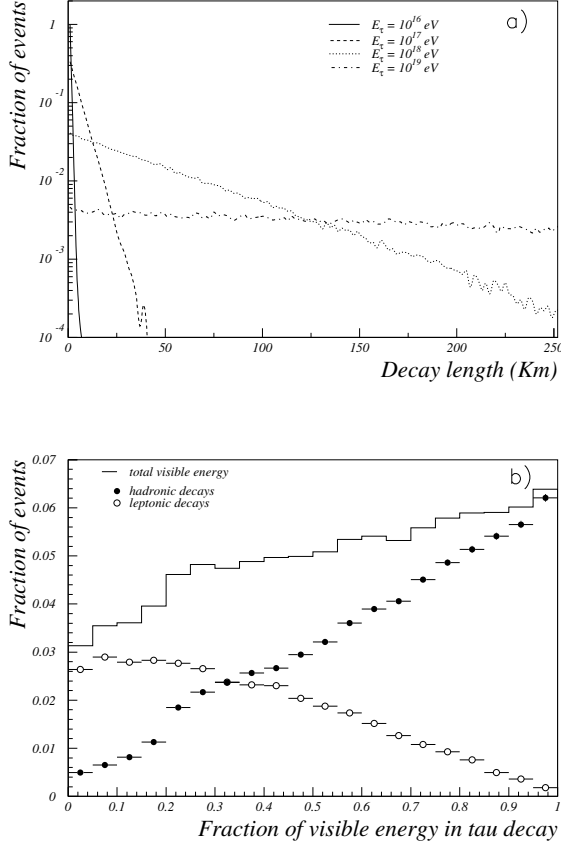 a)
E_τ = 10^16 eV
E_τ = 10^17 eV
E_τ = 10^18 eV
E_τ = 10^19 eV
Fraction of events
1
10^-1
10^-2
10^-3
10^-4
0 50 100 150 200 250
Decay length (Km)
b)
total visible energy
hadronic decays
leptonic decays
Fraction of events
0.07
0.06
0.05
0.04
0.03
0.02
0.01
0
0 0.1 0.2 0.3 0.4 0.5 0.6 0.7 0.8 0.9 1
Fraction of visible energy in tau decay